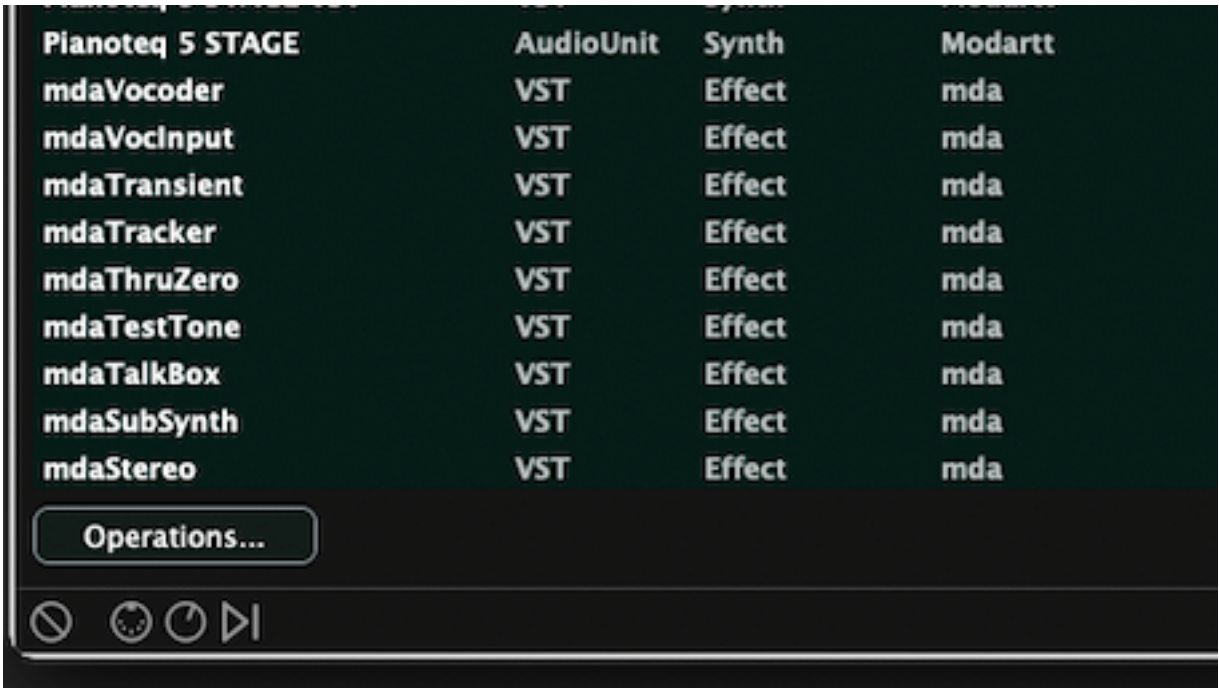 Pianoteq 5 STAGE AudioUnit Synth Modartt
mdaVocoder VST Effect mda
mdaVocInput VST Effect mda
mdaTransient VST Effect mda
mdaTracker VST Effect mda
mdaThruZero VST Effect mda
mdaTestTone VST Effect mda
mdaTalkBox VST Effect mda
mdaSubSynth VST Effect mda
mdaStereo VST Effect mda
Operations...